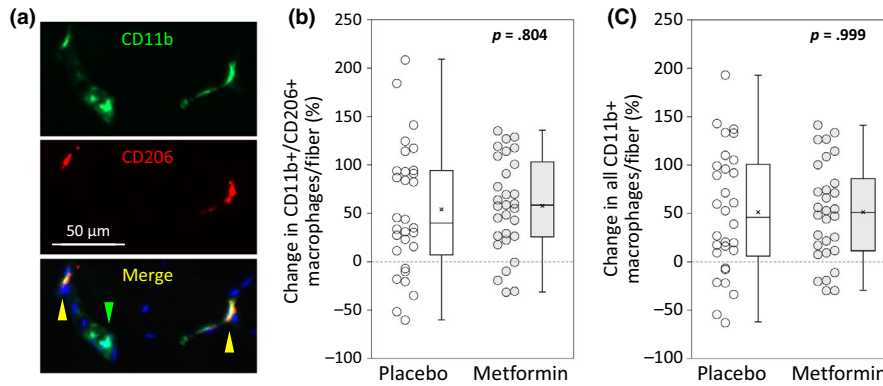 (a)
CD11b
CD206
50 µm
Merge
(b)
Change in CD11b+/CD206+
macrophages/fiber (%)
250
200
150
100
50
0
−50
−100
p = .804
Placebo
Metformin
(C)
Change in all CD11b+
macrophages/fiber (%)
250
200
150
100
50
0
−50
−100
p = .999
Placebo
Metformin